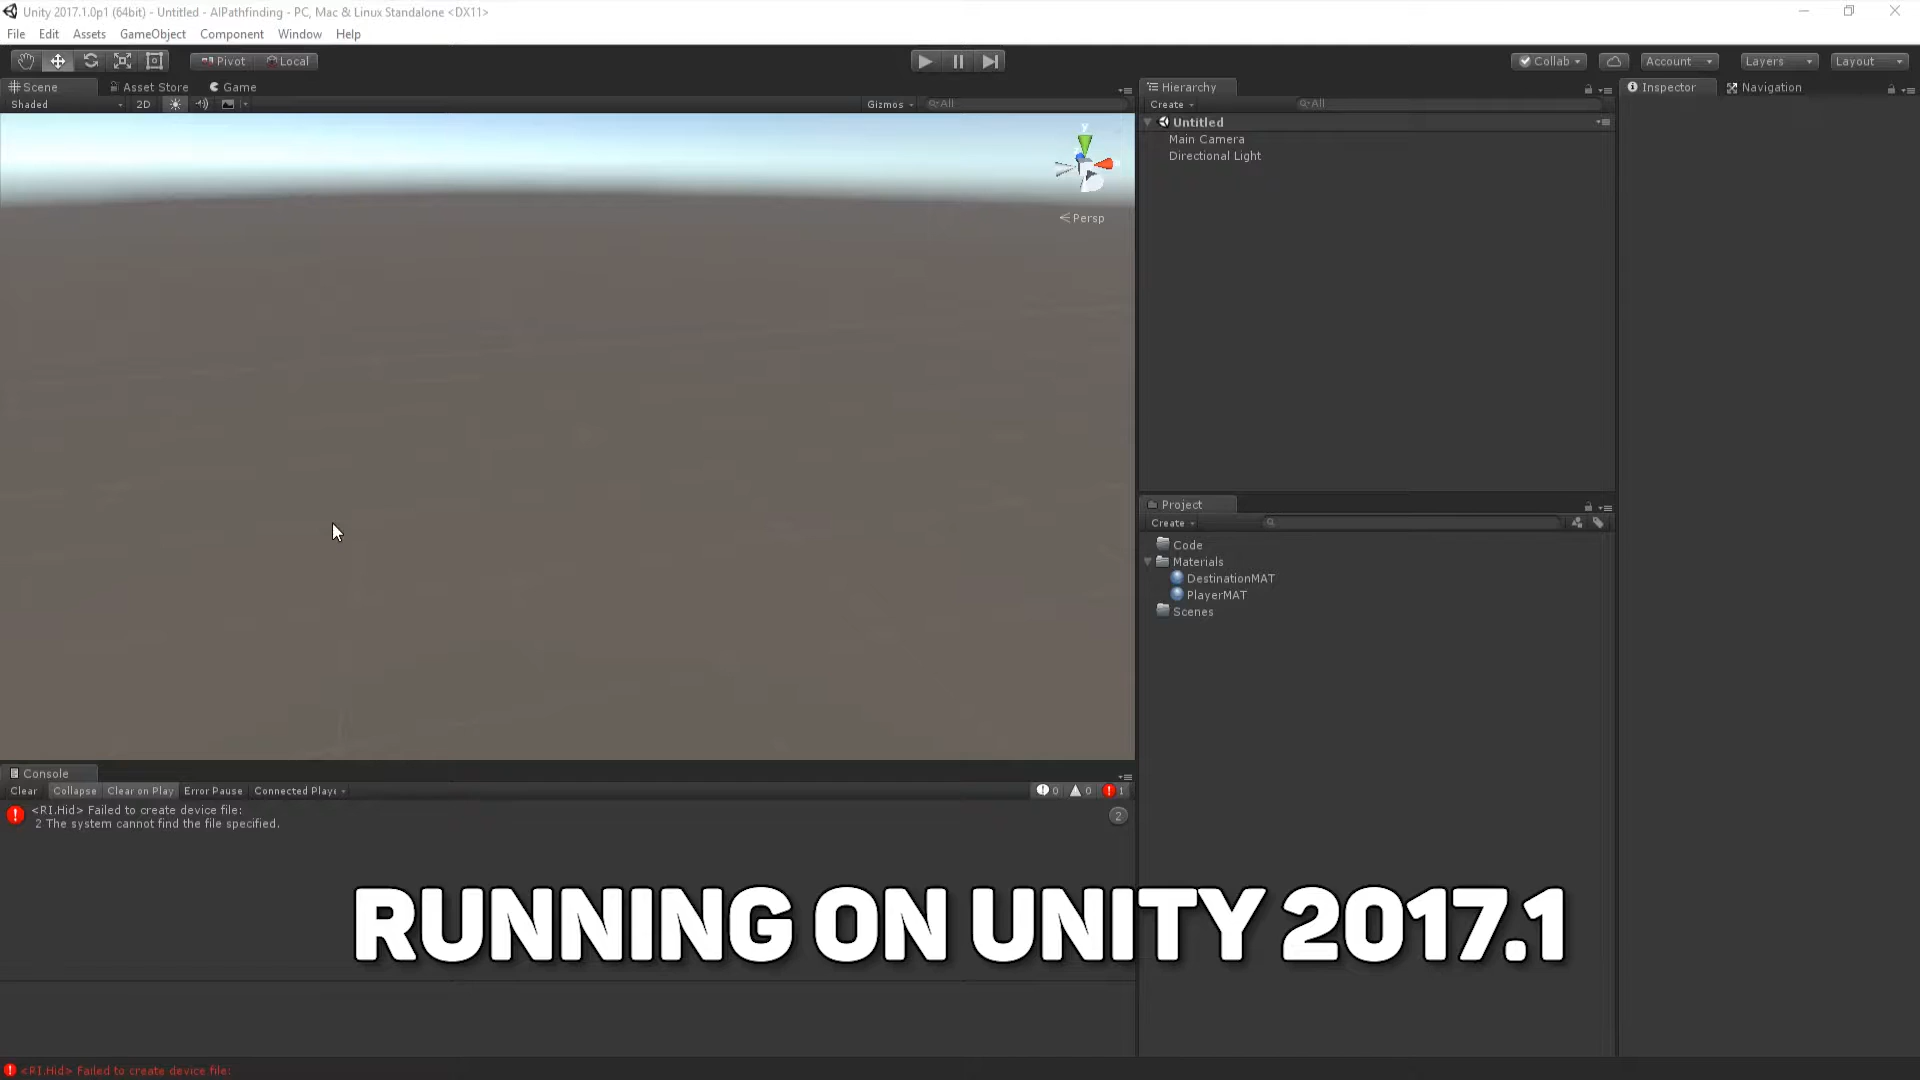 Unity 2017.1.0p1 (64bit) - Untitled - AIPathfinding - PC, Mac & Linux Standalone <DX11>
File Edit Assets GameObject Component Window Help
Pivot Local Collab Account Layers Layout
Scene Asset Store Game
Shaded 2D Gizmos All
y
Persp
Hierarchy
Create All
Untitled
Main Camera
Directional Light
Inspector Navigation
Project
Create
Code
Materials
DestinationMAT
PlayerMAT
Scenes
Console
Clear Collapse Clear on Play Error Pause Connected Playe 0 0 1
<RI.Hid> Failed to create device file:
2 The system cannot find the file specified.
2
RUNNING ON UNITY 2017.1
<RI.Hid> Failed to create device file: